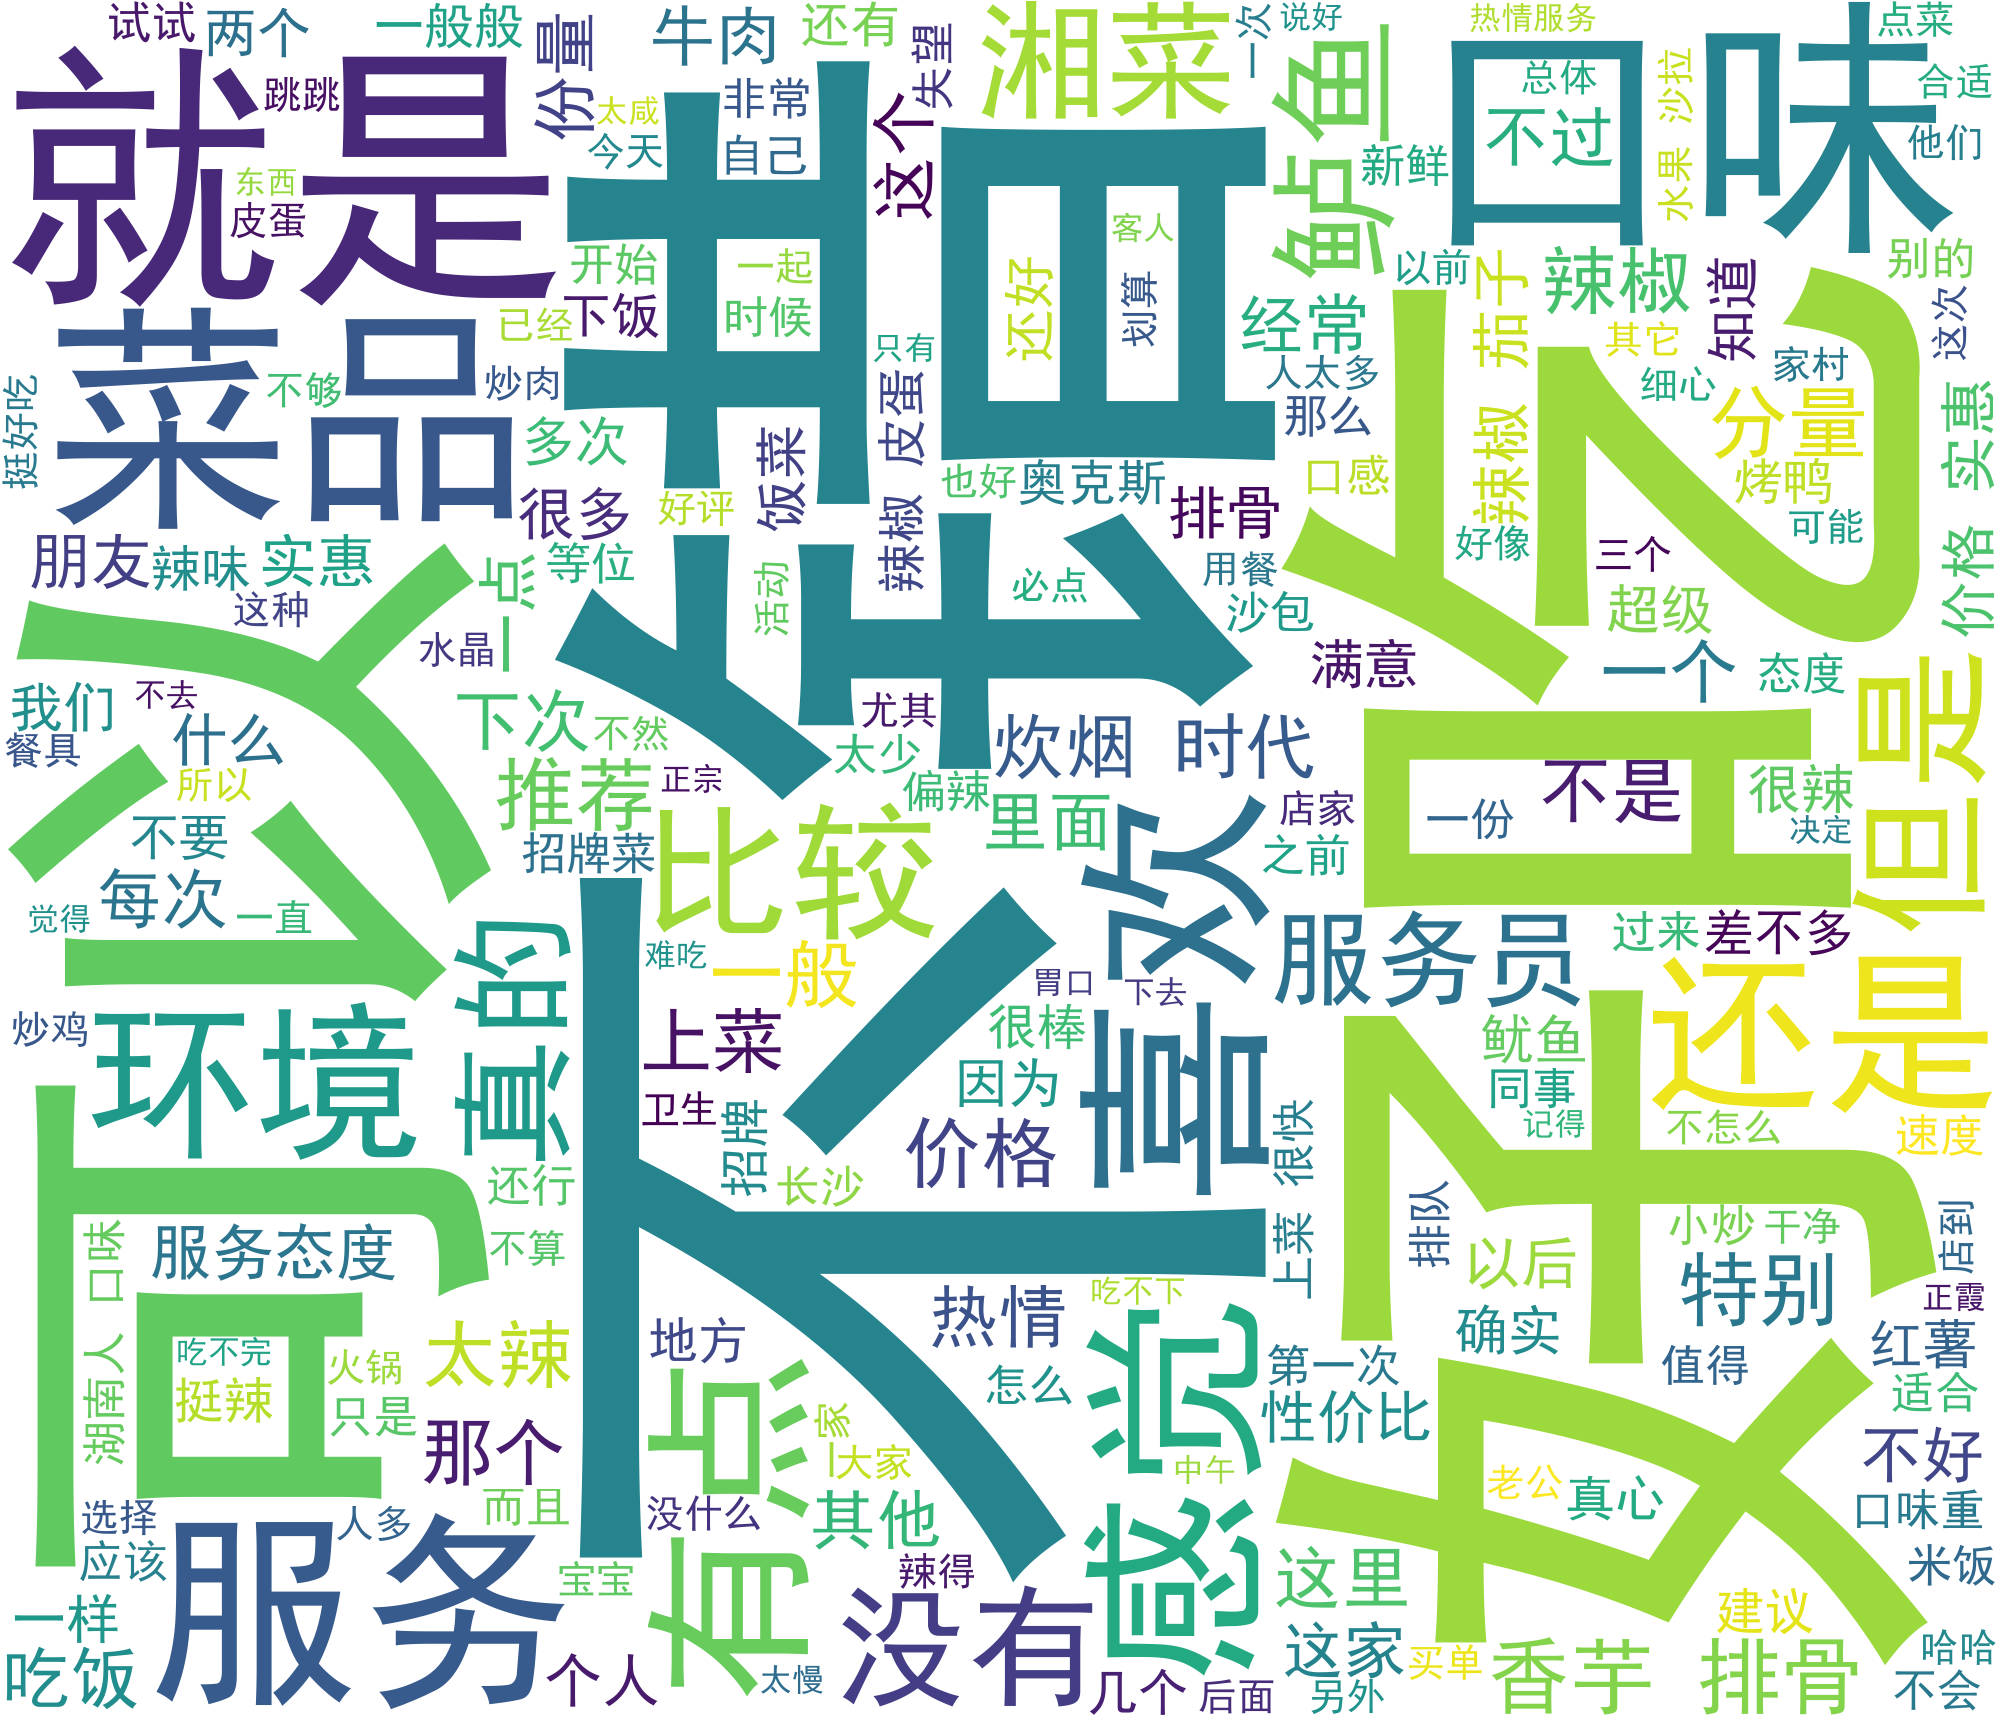 试试
两个
一般般
份量
牛肉
还有
失望
湘菜
一次
说好
热情服务
点菜
就是
跳跳
太咸
今天
非常
自己
这个
不错
鲇鱼
新鲜
口味
总体
不过
沙拉
水果
合适
他们
东西
皮蛋
开始
下饭
一起
时候
还好
客人
划算
经常
以前
茄子
辣椒
辣椒
知道
别的
这次
菜品
已经
炒肉
不够
挺好吃
多次
很多
饭菜
只有
皮蛋
辣椒
人太多
那么
好吃
其它
细心
家村
分量
烤鸭
实惠
价格
好评
也好
奥克斯
排骨
口感
好像
可能
三个
朋友
辣味
实惠
一点
等位
这种
水晶
活动
必点
用餐
沙包
超级
可以
我们
不去
餐具
什么
所以
下次
不然
满意
一个
态度
但是
尤其
太少
偏辣
炊烟
时代
推荐
正宗
招牌菜
比较
里面
喜欢
店家
之前
不是
一份
很辣
决定
不要
每次
觉得
一直
真的
难吃
一般
服务员
过来
差不多
还是
环境
炒鸡
上菜
卫生
胃口
下去
很棒
因为
鱿鱼
同事
记得
不怎么
速度
招牌
长沙
价格
很快
上菜
排队
还行
不算
服务态度
口味
湖南人
小炒
干净
以后
特别
店到
正霞
吃不下
热情
怎么
感觉
确实
吃不完
挺辣
火锅
只是
太辣
地方
有点
家
第一次
性价比
值得
红薯
适合
那个
大家
中午
老公
真心
不好
口味重
选择
应该
人多
而且
没什么
其他
服务
宝宝
辣得
没有
这里
米饭
建议
一样
吃饭
个人
太慢
几个
后面
这家
另外
买单
香芋
排骨
哈哈
不会